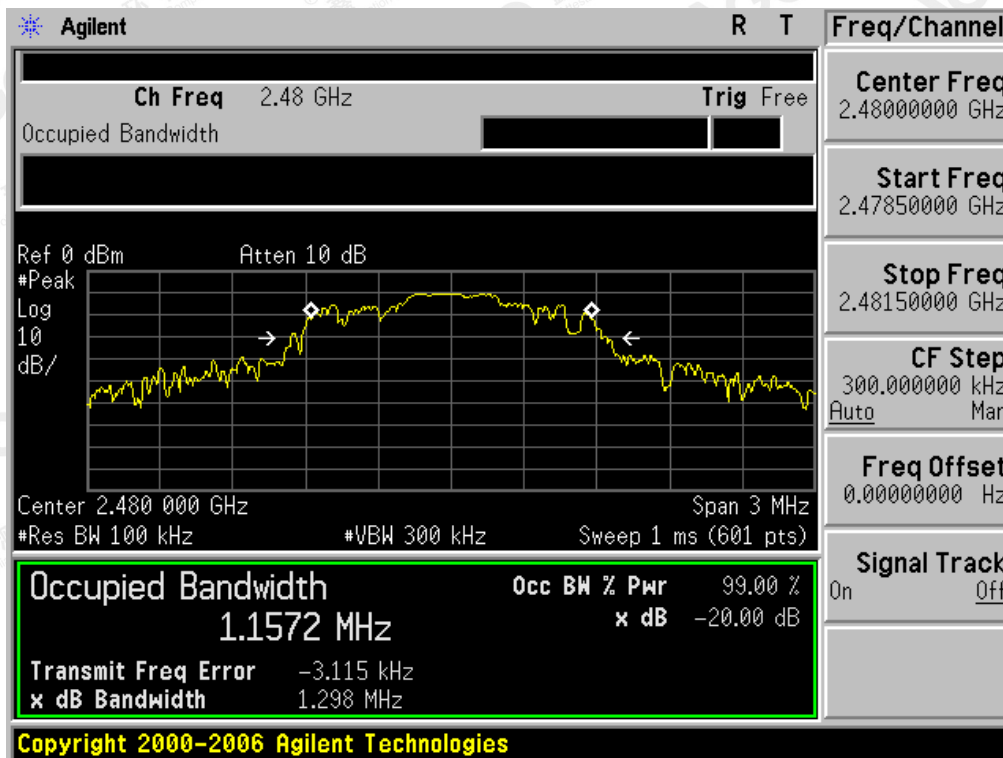 Agilent R T
Ch Freq 2.48 GHz Trig Free
Occupied Bandwidth
Ref 0 dBm Atten 10 dB
#Peak
Log
10
dB/
Center 2.480 000 GHz Span 3 MHz
#Res BW 100 kHz #VBW 300 kHz Sweep 1 ms (601 pts)
Occupied Bandwidth Occ BW % Pwr 99.00 %
1.1572 MHz x dB -20.00 dB
Transmit Freq Error -3.115 kHz
x dB Bandwidth 1.298 MHz
Copyright 2000-2006 Agilent Technologies
Freq/Channel
Center Freq
2.48000000 GHz
Start Freq
2.47850000 GHz
Stop Freq
2.48150000 GHz
CF Step
300.000000 kHz
Auto Man
Freq Offset
0.00000000 Hz
Signal Track
On Off